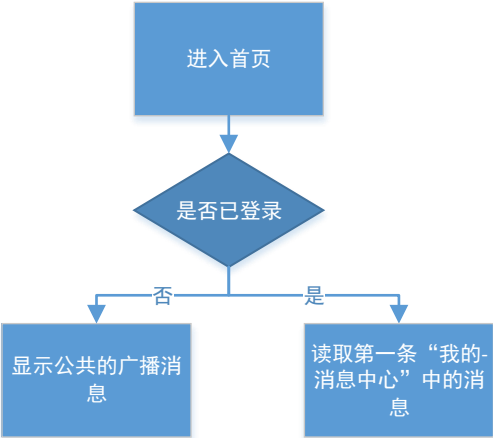 进入首页
是否已登录
否
是
显示公共的广播消
息
读取第一条“我的-
消息中心”中的消
息